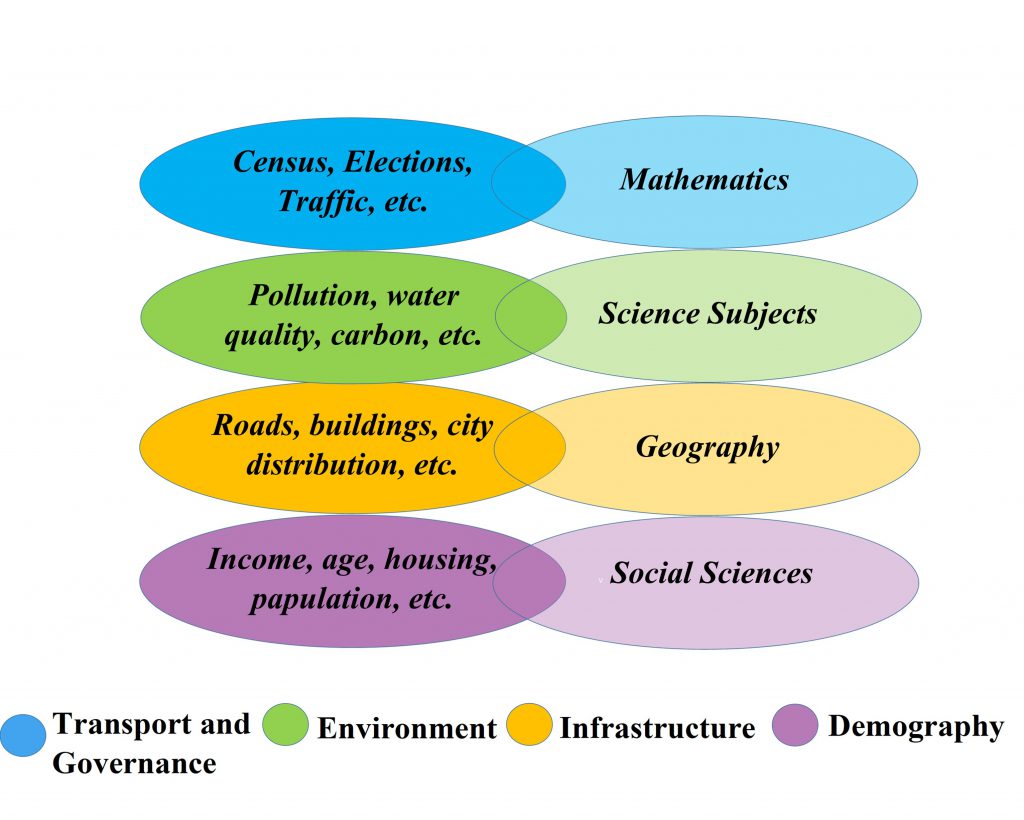 Census, Elections,
Traffic, etc.
Mathematics
Pollution, water
quality, carbon, etc.
Science Subjects
Roads, buildings, city
distribution, etc.
Geography
Income, age, housing,
papulation, etc.
v
Social Sciences
Transport and
Governance
Environment
Infrastructure
Demography